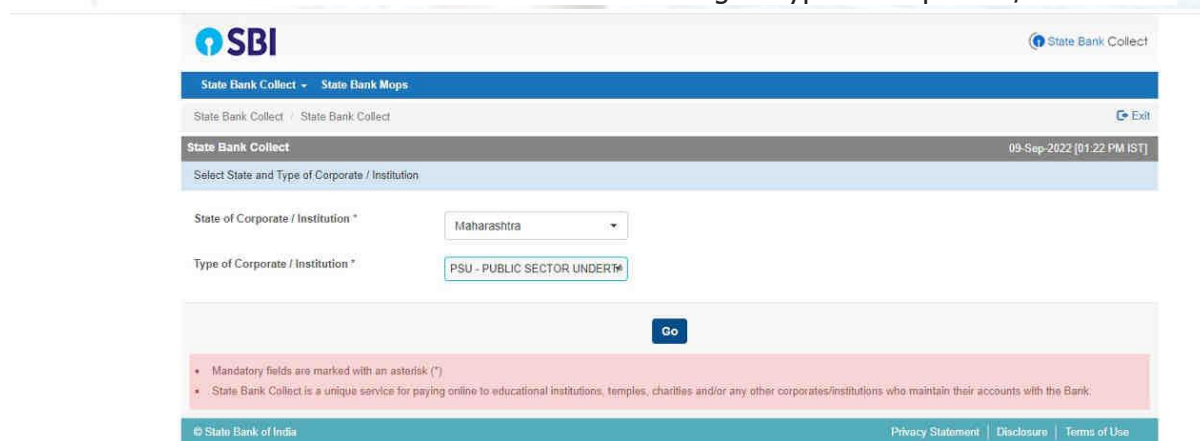 SBI
State Bank Collect
State Bank Collect State Bank Mops
State Bank Collect / State Bank Collect
Exit
State Bank Collect
09-Sep-2022 [01:22 PM IST]
Select State and Type of Corporate / Institution
State of Corporate / Institution *
Maharashtra
Type of Corporate / Institution *
PSU - PUBLIC SECTOR UNDERTA
Go
Mandatory fields are marked with an asterisk (*)
State Bank Collect is a unique service for paying online to educational institutions, temples, charities and/or any other corporates/institutions who maintain their accounts with the Bank.
© State Bank of India
Privacy Statement | Disclosure | Terms of Use